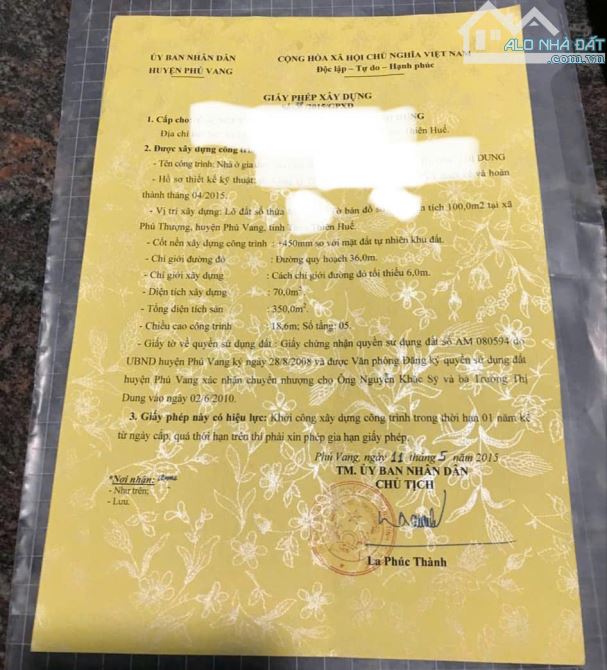 ALO NHÀ ĐẤT
.com.vn
ỦY BAN NHÂN DÂN
HUYỆN PHÚ VANG
CỘNG HÒA XÃ HỘI CHỦ NGHĨA VIỆT NAM
Độc lập – Tự do – Hạnh phúc
GIẤY PHÉP XÂY DỰNG
/2015/GPXD
1. Cấp cho: DUNG
Địa chỉ Thiên Huế.
2. Được xây dựng công trình
- Tên công trình: Nhà ở gia DUNG
- Hồ sơ thiết kế kỹ thuật: và hoàn
thành tháng 04/2015.
- Vị trí xây dựng: Lô đất số thửa tờ bản đồ số tích 100,0m2 tại xã
Phú Thượng, huyện Phú Vang, tỉnh Thiên Huế.
- Cốt nền xây dựng công trình : +450mm so với mặt đất tự nhiên khu đất.
- Chỉ giới đường đỏ : Đường quy hoạch 36,0m.
- Chỉ giới xây dựng : Cách chỉ giới đường đỏ tối thiểu 6,0m.
- Diện tích xây dựng : 70,0m².
- Tổng diện tích sàn : 350,0m².
- Chiều cao công trình : 18,6m; Số tầng: 05.
- Giấy tờ về quyền sử dụng đất : Giấy chứng nhận quyền sử dụng đất số AM 080594 do
UBND huyện Phú Vang ký ngày 28/8/2008 và được Văn phòng Đăng ký quyền sử dụng đất
huyện Phú Vang xác nhận chuyển nhượng cho Ông Nguyễn Khắc Sỹ và bà Trương Thị
Dung vào ngày 02/6/2010.
3. Giấy phép này có hiệu lực: Khởi công xây dựng công trình trong thời hạn 01 năm kể
từ ngày cấp, quá thời hạn trên thì phải xin phép gia hạn giấy phép.
Phú Vang, ngày 11 tháng 5 năm 2015
TM. ỦY BAN NHÂN DÂN
CHỦ TỊCH
*Nơi nhận:
- Như trên;
- Lưu.
La Phúc Thành